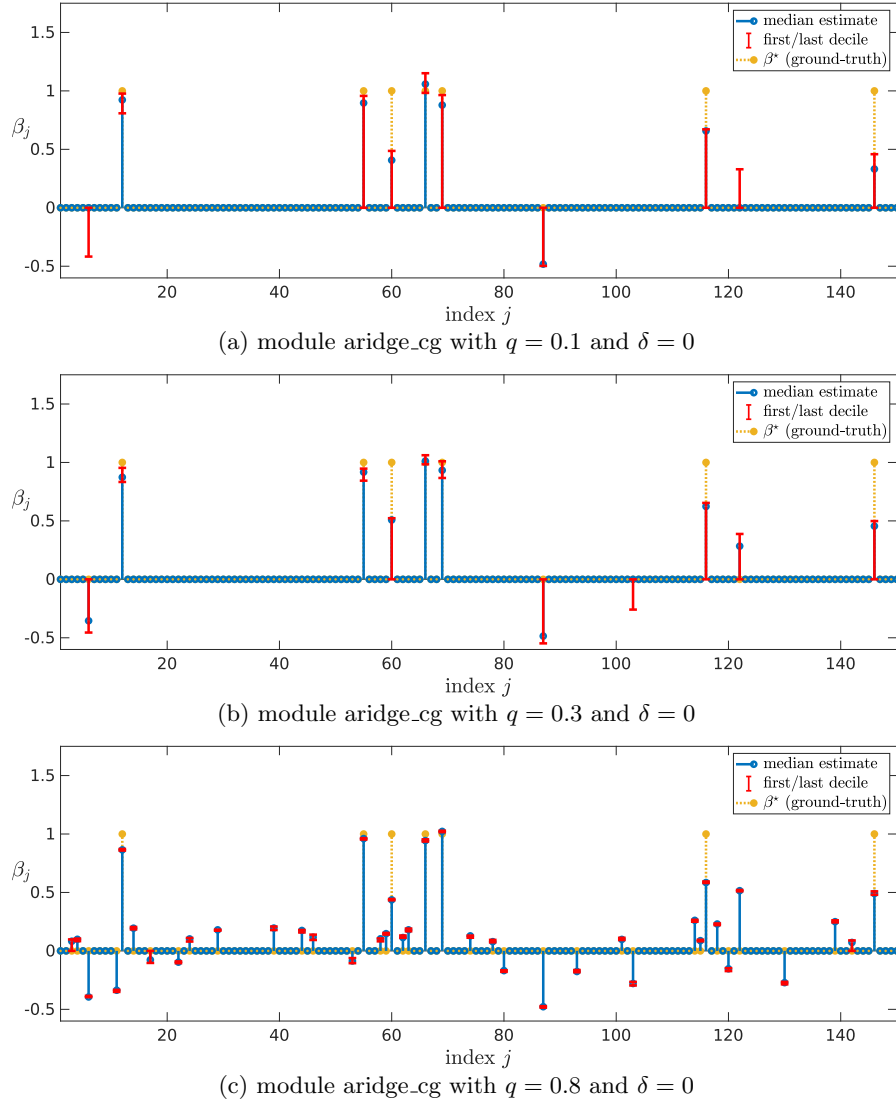 1.5
1
0.5
0
-0.5
β_j
median estimate
first/last decile
β⋆ (ground-truth)
20 40 60 80 100 120 140
index j
(a) module aridge_cg with q = 0.1 and δ = 0
1.5
1
0.5
0
-0.5
β_j
median estimate
first/last decile
β⋆ (ground-truth)
20 40 60 80 100 120 140
index j
(b) module aridge_cg with q = 0.3 and δ = 0
1.5
1
0.5
0
-0.5
β_j
median estimate
first/last decile
β⋆ (ground-truth)
20 40 60 80 100 120 140
index j
(c) module aridge_cg with q = 0.8 and δ = 0